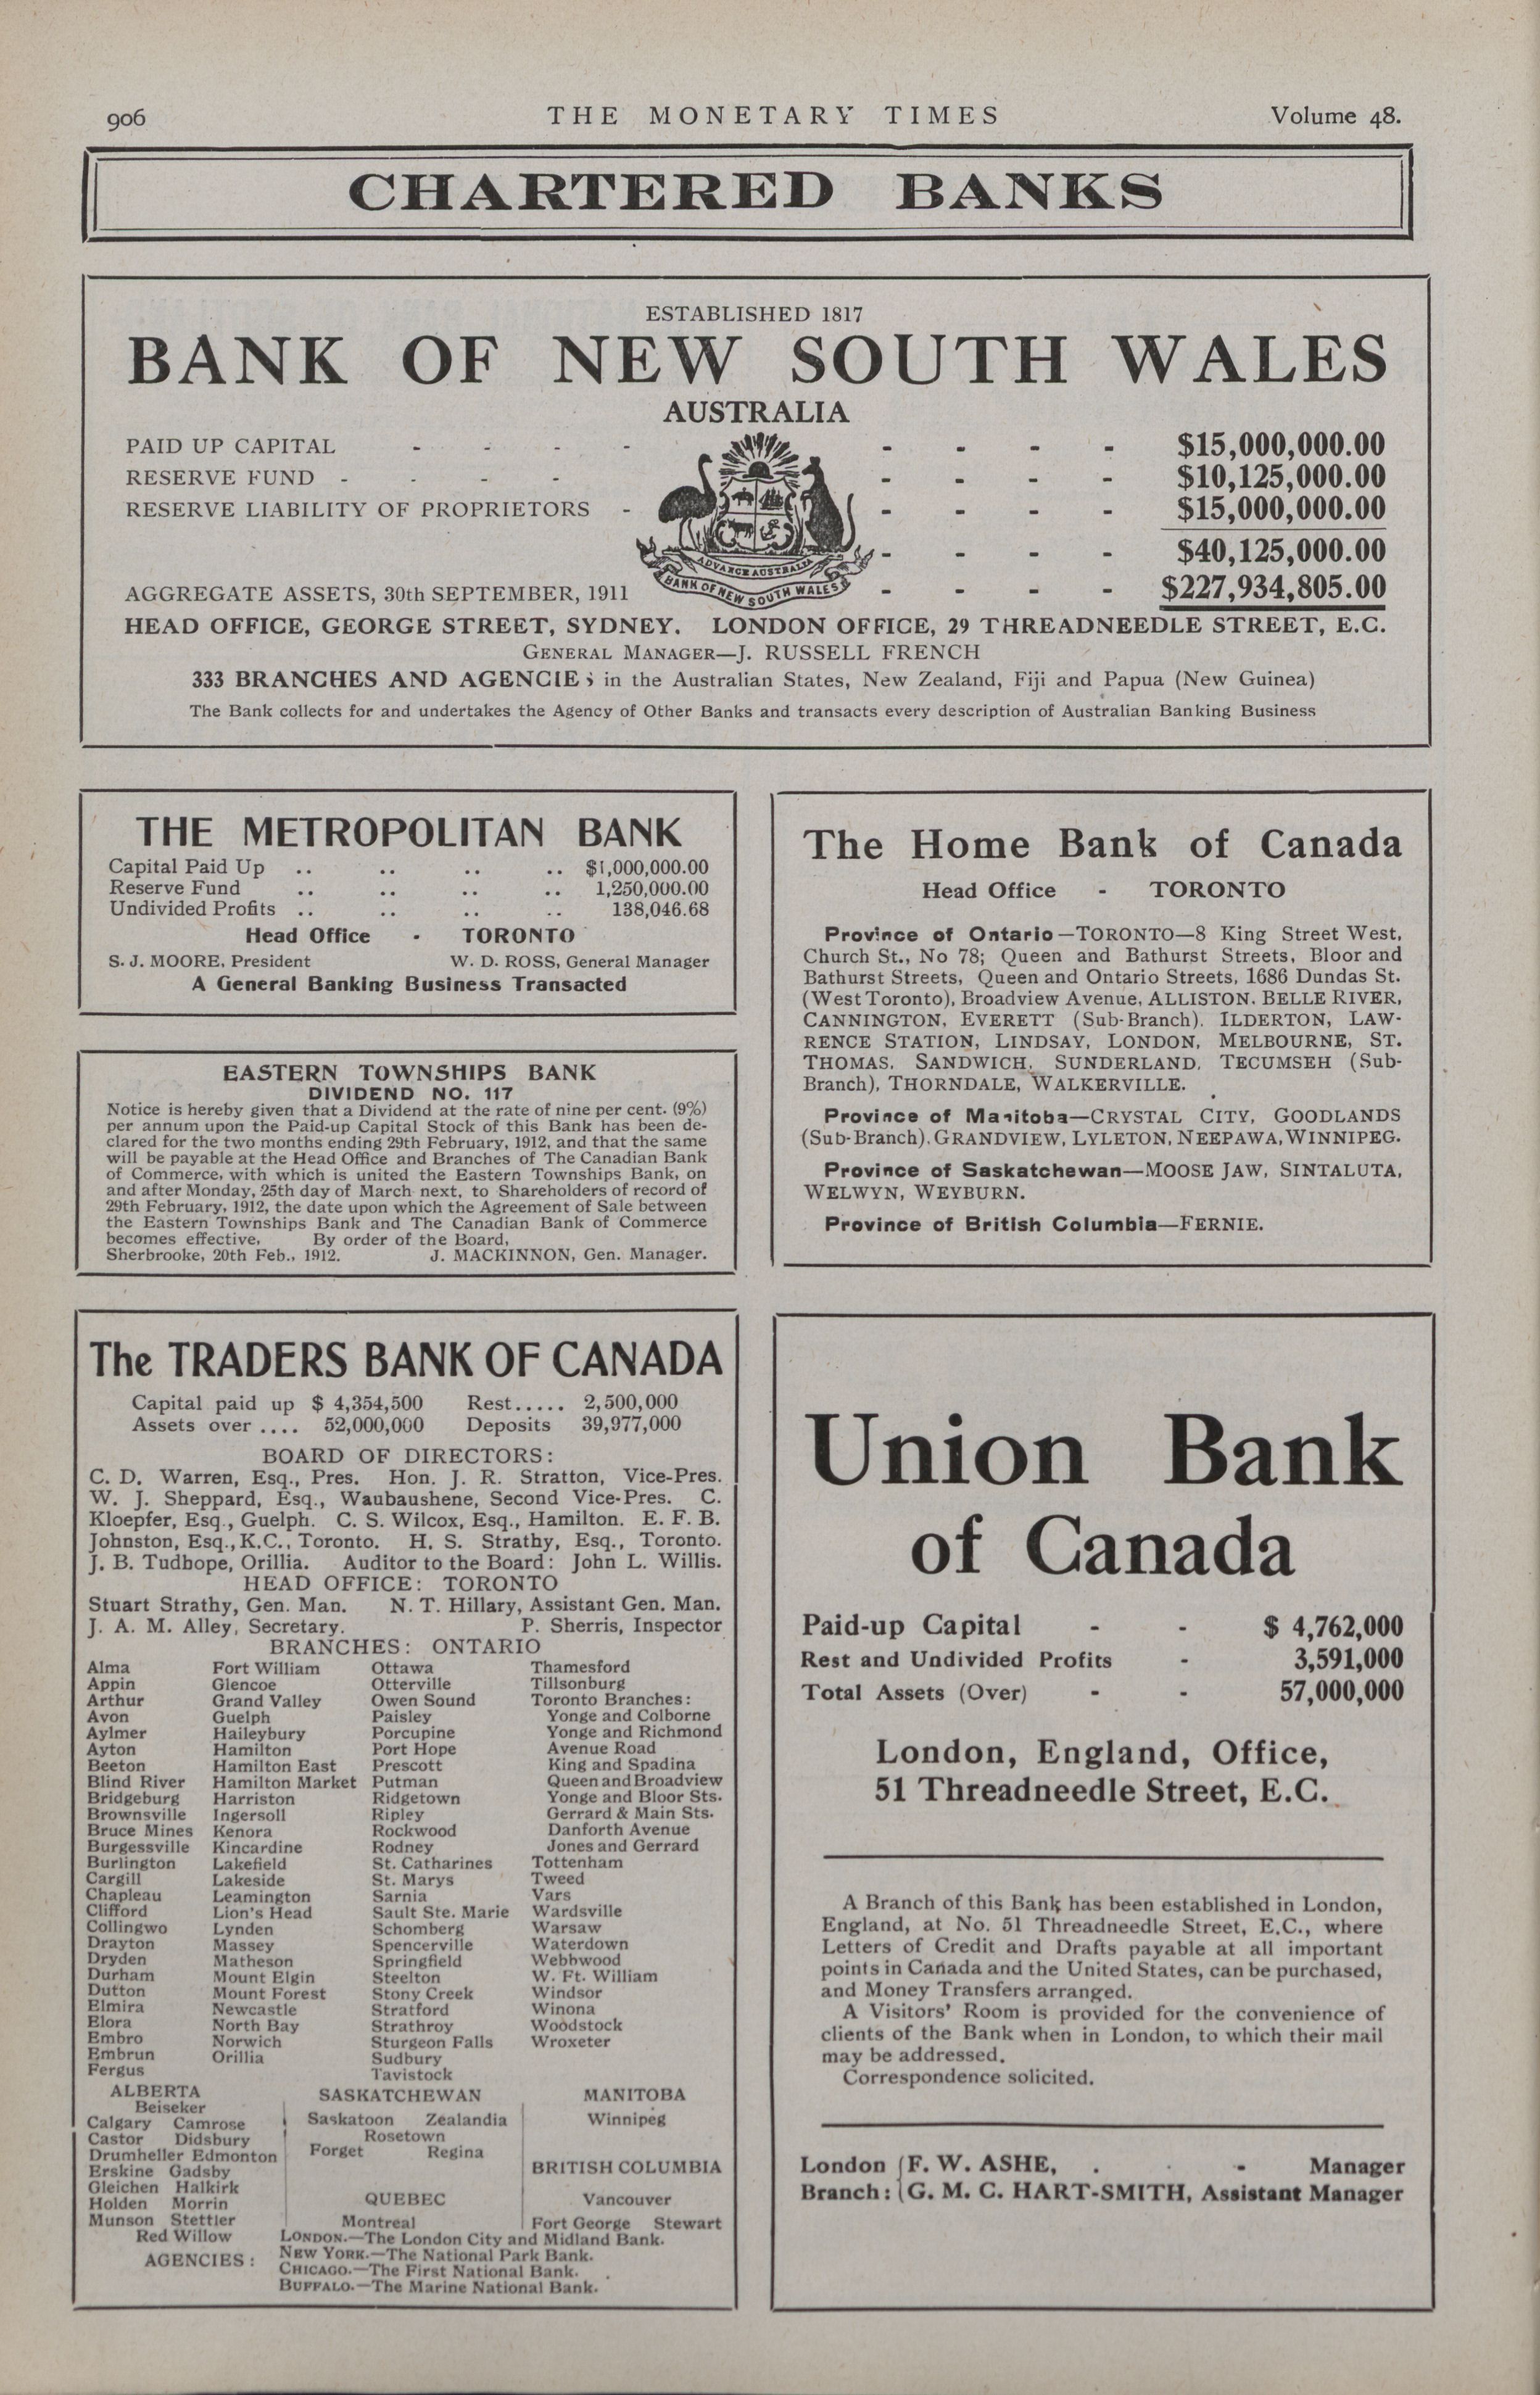 906
THE MONETARY TIMES
Volume 48.
CHARTERED BANKS
ESTABLISHED 1817
BANK OF NEW SOUTH WALES
AUSTRALIA
PAID UP CAPITAL - - - - - - - - $15,000,000.00
RESERVE FUND - - - - - - - - $10,125,000.00
RESERVE LIABILITY OF PROPRIETORS - - - - - $15,000,000.00
- - - - $40,125,000.00
ADVANCE AUSTRALIA
BANK OF NEW SOUTH WALES
AGGREGATE ASSETS, 30th SEPTEMBER, 1911 - - - - $227,934,805.00
HEAD OFFICE, GEORGE STREET, SYDNEY. LONDON OFFICE, 29 THREADNEEDLE STREET, E.C.
GENERAL MANAGER—J. RUSSELL FRENCH
333 BRANCHES AND AGENCIES in the Australian States, New Zealand, Fiji and Papua (New Guinea)
The Bank collects for and undertakes the Agency of Other Banks and transacts every description of Australian Banking Business
THE METROPOLITAN BANK
Capital Paid Up .. .. .. .. $1,000,000.00
Reserve Fund .. .. .. .. 1,250,000.00
Undivided Profits .. .. .. .. 138,046.68
Head Office - TORONTO
S. J. MOORE, President W. D. ROSS, General Manager
A General Banking Business Transacted
EASTERN TOWNSHIPS BANK
DIVIDEND NO. 117
Notice is hereby given that a Dividend at the rate of nine per cent. (9%)
per annum upon the Paid-up Capital Stock of this Bank has been de-
clared for the two months ending 29th February, 1912, and that the same
will be payable at the Head Office and Branches of The Canadian Bank
of Commerce, with which is united the Eastern Townships Bank, on
and after Monday, 25th day of March next, to Shareholders of record of
29th February, 1912, the date upon which the Agreement of Sale between
the Eastern Townships Bank and The Canadian Bank of Commerce
becomes effective. By order of the Board,
Sherbrooke, 20th Feb., 1912. J. MACKINNON, Gen. Manager.
The Home Bank of Canada
Head Office - TORONTO
Province of Ontario—TORONTO—8 King Street West,
Church St., No 78; Queen and Bathurst Streets, Bloor and
Bathurst Streets, Queen and Ontario Streets, 1686 Dundas St.
(West Toronto), Broadview Avenue, ALLISTON. BELLE RIVER,
CANNINGTON, EVERETT (Sub-Branch). ILDERTON, LAW-
RENCE STATION, LINDSAY, LONDON, MELBOURNE, ST.
THOMAS, SANDWICH, SUNDERLAND, TECUMSEH (Sub-
Branch), THORNDALE, WALKERVILLE.
Province of Manitoba—CRYSTAL CITY, GOODLANDS
(Sub-Branch), GRANDVIEW, LYLETON, NEEPAWA, WINNIPEG.
Province of Saskatchewan—MOOSE JAW, SINTALUTA,
WELWYN, WEYBURN.
Province of British Columbia—FERNIE.
The TRADERS BANK OF CANADA
Capital paid up $ 4,354,500 Rest..... 2,500,000
Assets over .... 52,000,000 Deposits 39,977,000
BOARD OF DIRECTORS:
C. D. Warren, Esq., Pres. Hon. J. R. Stratton, Vice-Pres.
W. J. Sheppard, Esq., Waubaushene, Second Vice-Pres. C.
Kloepfer, Esq., Guelph. C. S. Wilcox, Esq., Hamilton. E. F. B.
Johnston, Esq., K.C., Toronto. H. S. Strathy, Esq., Toronto.
J. B. Tudhope, Orillia. Auditor to the Board: John L. Willis.
HEAD OFFICE: TORONTO
Stuart Strathy, Gen. Man. N. T. Hillary, Assistant Gen. Man.
J. A. M. Alley, Secretary. P. Sherris, Inspector
BRANCHES: ONTARIO
Alma Fort William Ottawa Thamesford
Appin Glencoe Otterville Tillsonburg
Arthur Grand Valley Owen Sound Toronto Branches:
Avon Guelph Paisley Yonge and Colborne
Aylmer Haileybury Porcupine Yonge and Richmond
Ayton Hamilton Port Hope Avenue Road
Beeton Hamilton East Prescott King and Spadina
Blind River Hamilton Market Putman Queen and Broadview
Bridgeburg Harriston Ridgetown Yonge and Bloor Sts.
Brownsville Ingersoll Ripley Gerrard & Main Sts.
Bruce Mines Kenora Rockwood Danforth Avenue
Burgessville Kincardine Rodney Jones and Gerrard
Burlington Lakefield St. Catharines Tottenham
Cargill Lakeside St. Marys Tweed
Chapleau Leamington Sarnia Vars
Clifford Lion's Head Sault Ste. Marie Wardsville
Collingwo Lynden Schomberg Warsaw
Drayton Massey Spencerville Waterdown
Dryden Matheson Springfield Webbwood
Durham Mount Elgin Steelton W. Ft. William
Dutton Mount Forest Stony Creek Windsor
Elmira Newcastle Stratford Winona
Elora North Bay Strathroy Woodstock
Embro Norwich Sturgeon Falls Wroxeter
Embrun Orillia Sudbury
Fergus Tavistock
ALBERTA SASKATCHEWAN MANITOBA
Beiseker
Calgary Camrose Saskatoon Zealandia Winnipeg
Castor Didsbury Rosetown
Drumheller Edmonton Forget Regina
Erskine Gadsby BRITISH COLUMBIA
Gleichen Halkirk
Holden Morrin QUEBEC Vancouver
Munson Stettler Montreal Fort George Stewart
Red Willow LONDON.—The London City and Midland Bank.
AGENCIES: NEW YORK.—The National Park Bank.
CHICAGO.—The First National Bank.
BUFFALO.—The Marine National Bank.
Union Bank
of Canada
Paid-up Capital - - $ 4,762,000
Rest and Undivided Profits - 3,591,000
Total Assets (Over) - - 57,000,000
London, England, Office,
51 Threadneedle Street, E.C.
A Branch of this Bank has been established in London,
England, at No. 51 Threadneedle Street, E.C., where
Letters of Credit and Drafts payable at all important
points in Canada and the United States, can be purchased,
and Money Transfers arranged.
A Visitors' Room is provided for the convenience of
clients of the Bank when in London, to which their mail
may be addressed.
Correspondence solicited.
London { F. W. ASHE, . - - Manager
Branch: { G. M. C. HART-SMITH, Assistant Manager